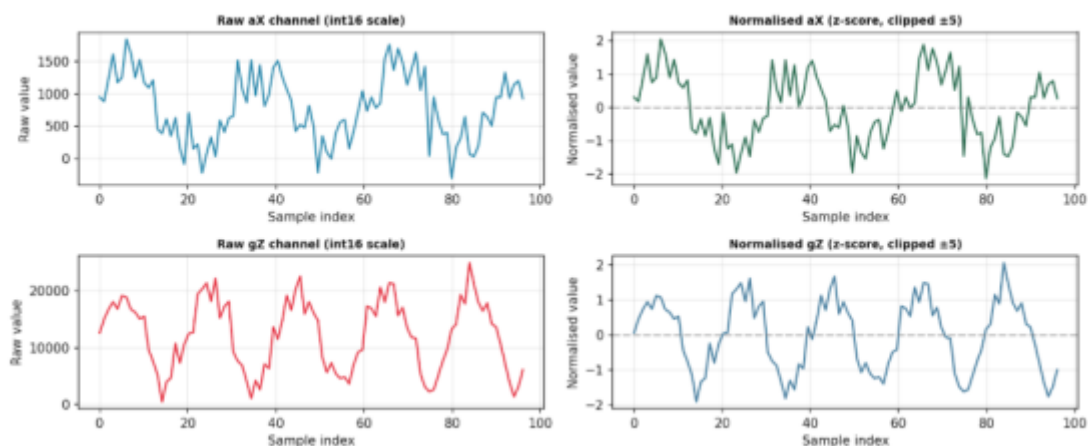 Raw aX channel (int16 scale)
Raw value
1500
1000
500
0
0 20 40 60 80 100
Sample index
Normalised aX (z-score, clipped ±5)
Normalised value
2
1
0
−1
−2
0 20 40 60 80 100
Sample index
Raw gZ channel (int16 scale)
Raw value
20000
10000
0
0 20 40 60 80 100
Sample index
Normalised gZ (z-score, clipped ±5)
Normalised value
2
1
0
−1
−2
0 20 40 60 80 100
Sample index